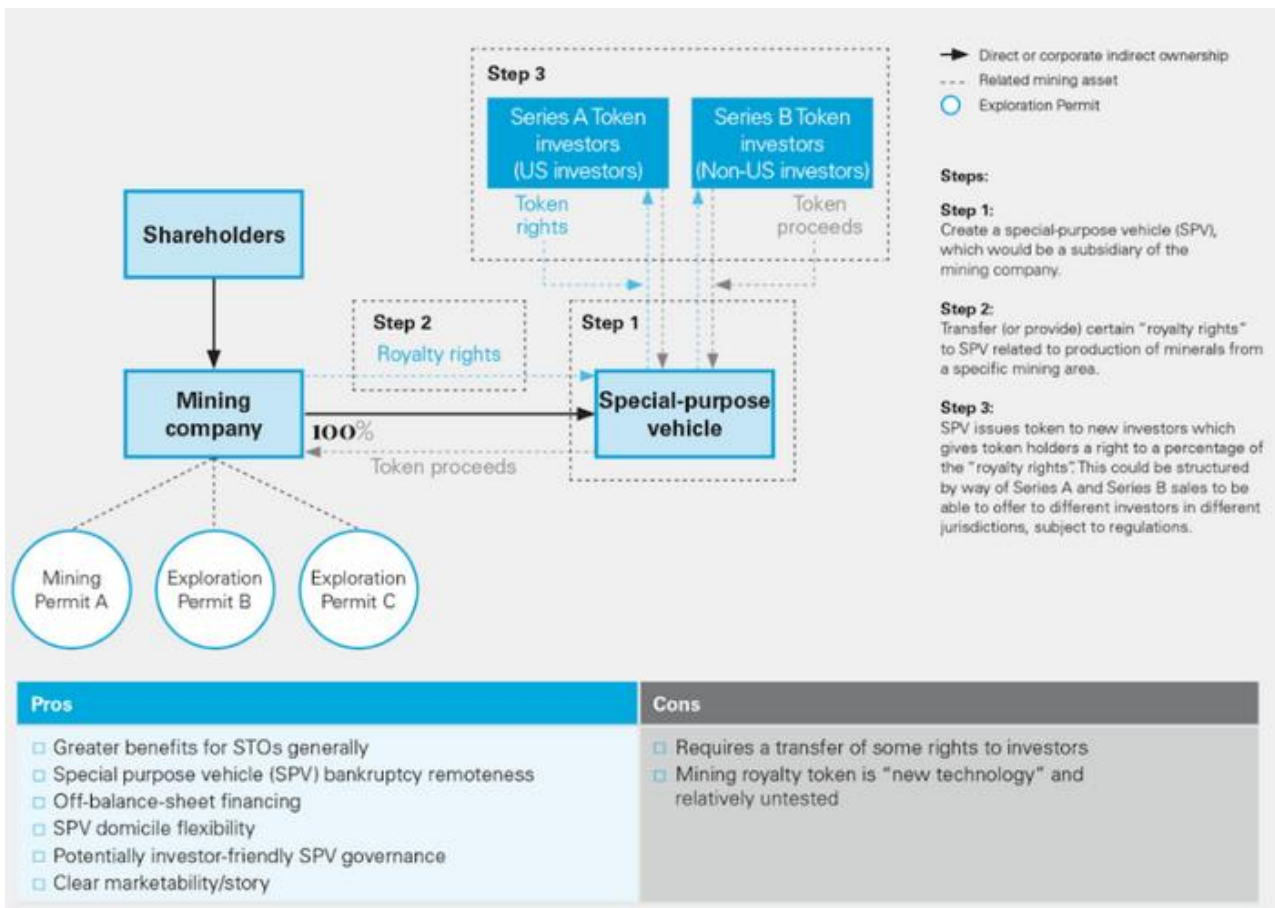 Step 3
Series A Token
investors
(US investors)
Series B Token
investors
(Non-US investors)
Token
rights
Token
proceeds
Shareholders
Step 2
Royalty rights
Step 1
Mining
company
100%
Token proceeds
Special-purpose
vehicle
Mining
Permit A
Exploration
Permit B
Exploration
Permit C
Direct or corporate indirect ownership
Related mining asset
Exploration Permit
Steps:
Step 1:
Create a special-purpose vehicle (SPV),
which would be a subsidiary of the
mining company.
Step 2:
Transfer (or provide) certain "royalty rights"
to SPV related to production of minerals from
a specific mining area.
Step 3:
SPV issues token to new investors which
gives token holders a right to a percentage of
the "royalty rights". This could be structured
by way of Series A and Series B sales to be
able to offer to different investors in different
jurisdictions, subject to regulations.
Pros
Greater benefits for STOs generally
Special purpose vehicle (SPV) bankruptcy remoteness
Off-balance-sheet financing
SPV domicile flexibility
Potentially investor-friendly SPV governance
Clear marketability/story
Cons
Requires a transfer of some rights to investors
Mining royalty token is "new technology" and
relatively untested